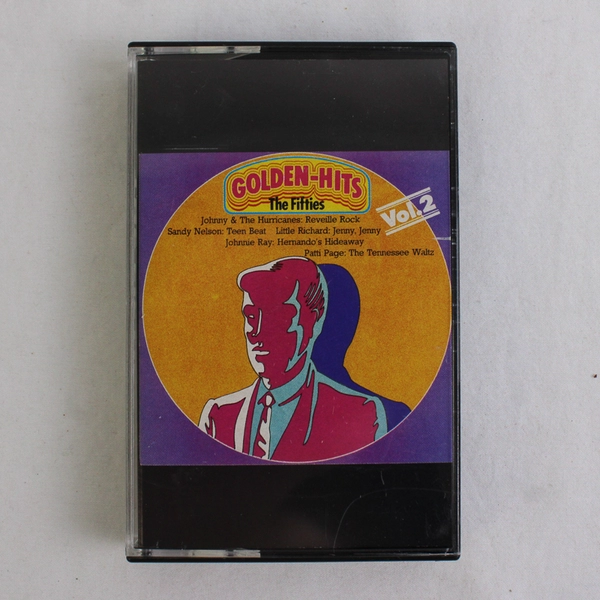 GOLDEN-HITS
The Fifties
Vol.2
Johnny & The Hurricanes: Reveille Rock
Sandy Nelson: Teen Beat Little Richard: Jenny, Jenny
Johnnie Ray: Hernando's Hideaway
Patti Page: The Tennessee Waltz